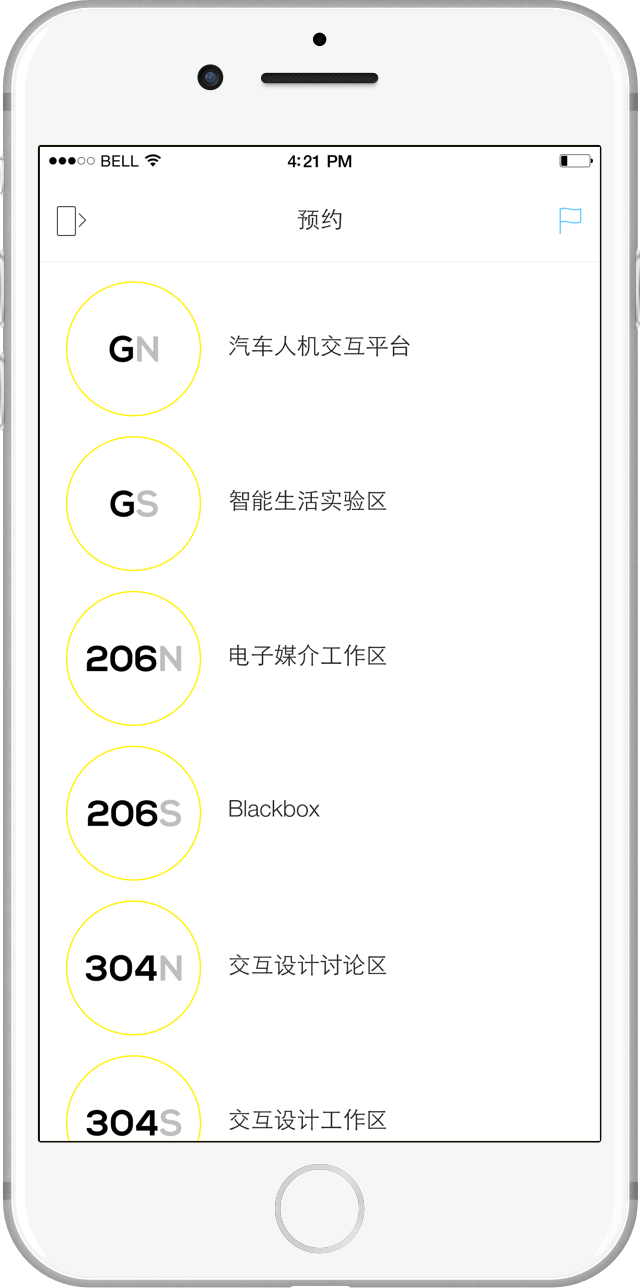 BELL 4:21 PM
预约
GN 汽车人机交互平台
GS 智能生活实验区
206N 电子媒介工作区
206S Blackbox
304N 交互设计讨论区
304S 交互设计工作区